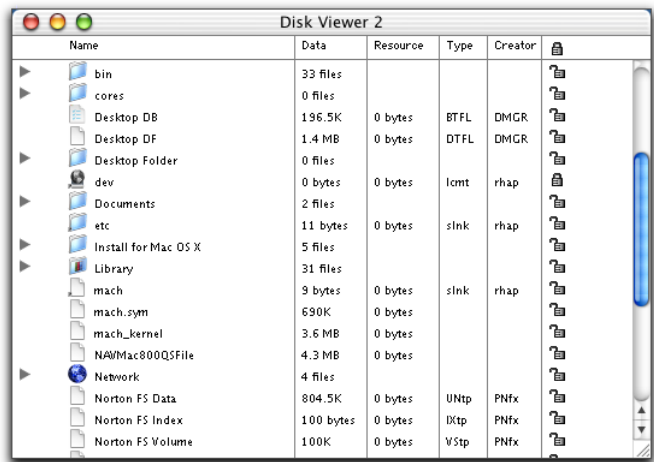 Disk Viewer 2
Name Data Resource Type Creator
bin 33 files
cores 0 files
Desktop DB 196.5K 0 bytes BTFL DMGR
Desktop DF 1.4 MB 0 bytes DTFL DMGR
Desktop Folder 0 files
dev 0 bytes 0 bytes lcmt rhap
Documents 2 files
etc 11 bytes 0 bytes slnk rhap
Install for Mac OS X 5 files
Library 31 files
mach 9 bytes 0 bytes slnk rhap
mach.sym 690K 0 bytes
mach_kernel 3.6 MB 0 bytes
NAVMac800QSFile 4.3 MB 0 bytes
Network 4 files
Norton FS Data 804.5K 0 bytes UNtp PNfx
Norton FS Index 100 bytes 0 bytes IXtp PNfx
Norton FS Volume 100K 0 bytes VStp PNfx